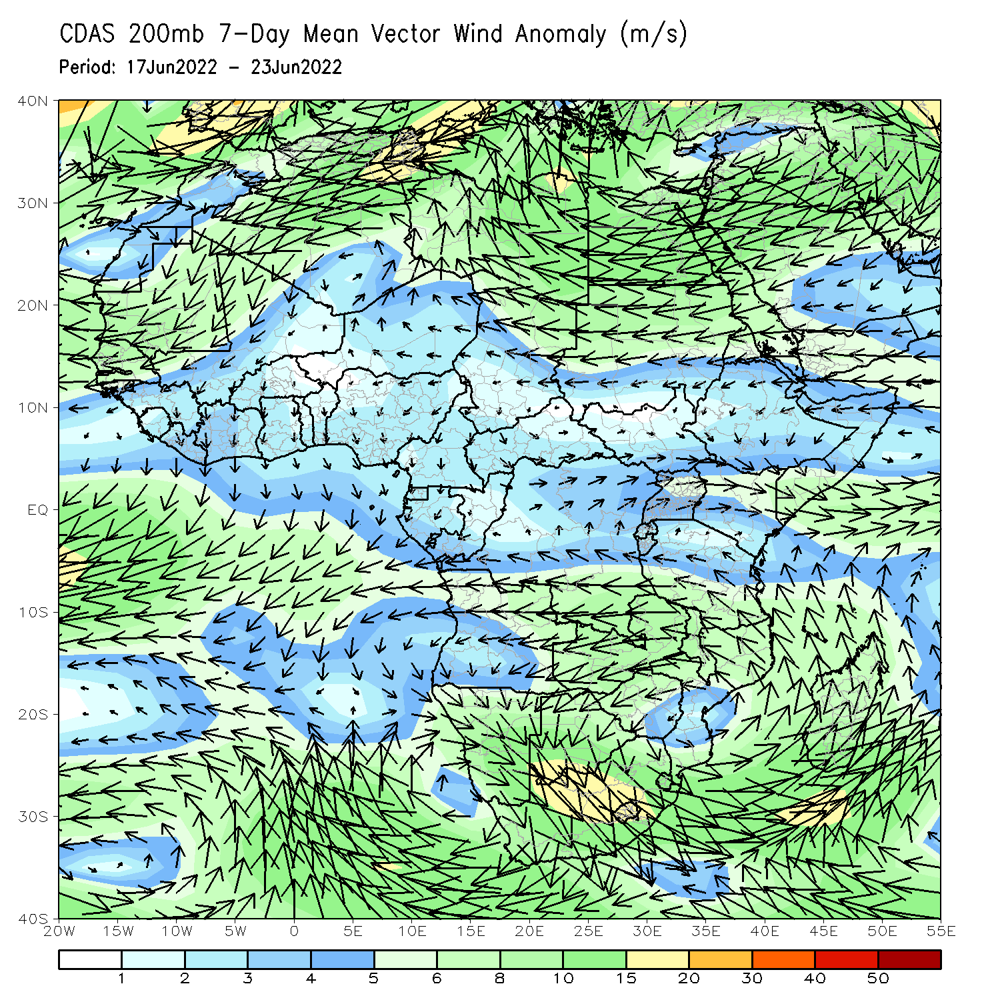 CDAS 200mb 7-Day Mean Vector Wind Anomaly (m/s)
Period: 17Jun2022 - 23Jun2022
40N
30N
20N
10N
EQ
10S
20S
30S
40S
20W 15W 10W 5W 0 5E 10E 15E 20E 25E 30E 35E 40E 45E 50E 55E
1 2 3 4 5 6 8 10 15 20 30 40 50